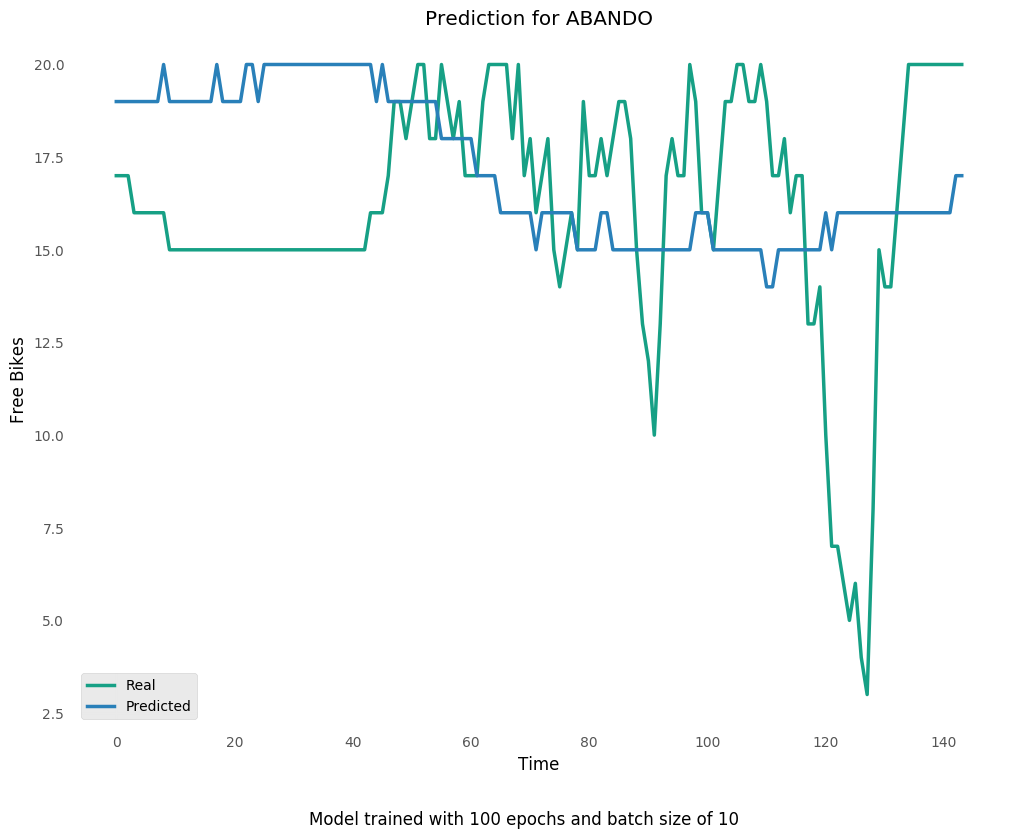 Prediction for ABANDO
20.0
17.5
15.0
12.5
10.0
7.5
5.0
2.5
Free Bikes
Real
Predicted
0 20 40 60 80 100 120 140
Time
Model trained with 100 epochs and batch size of 10